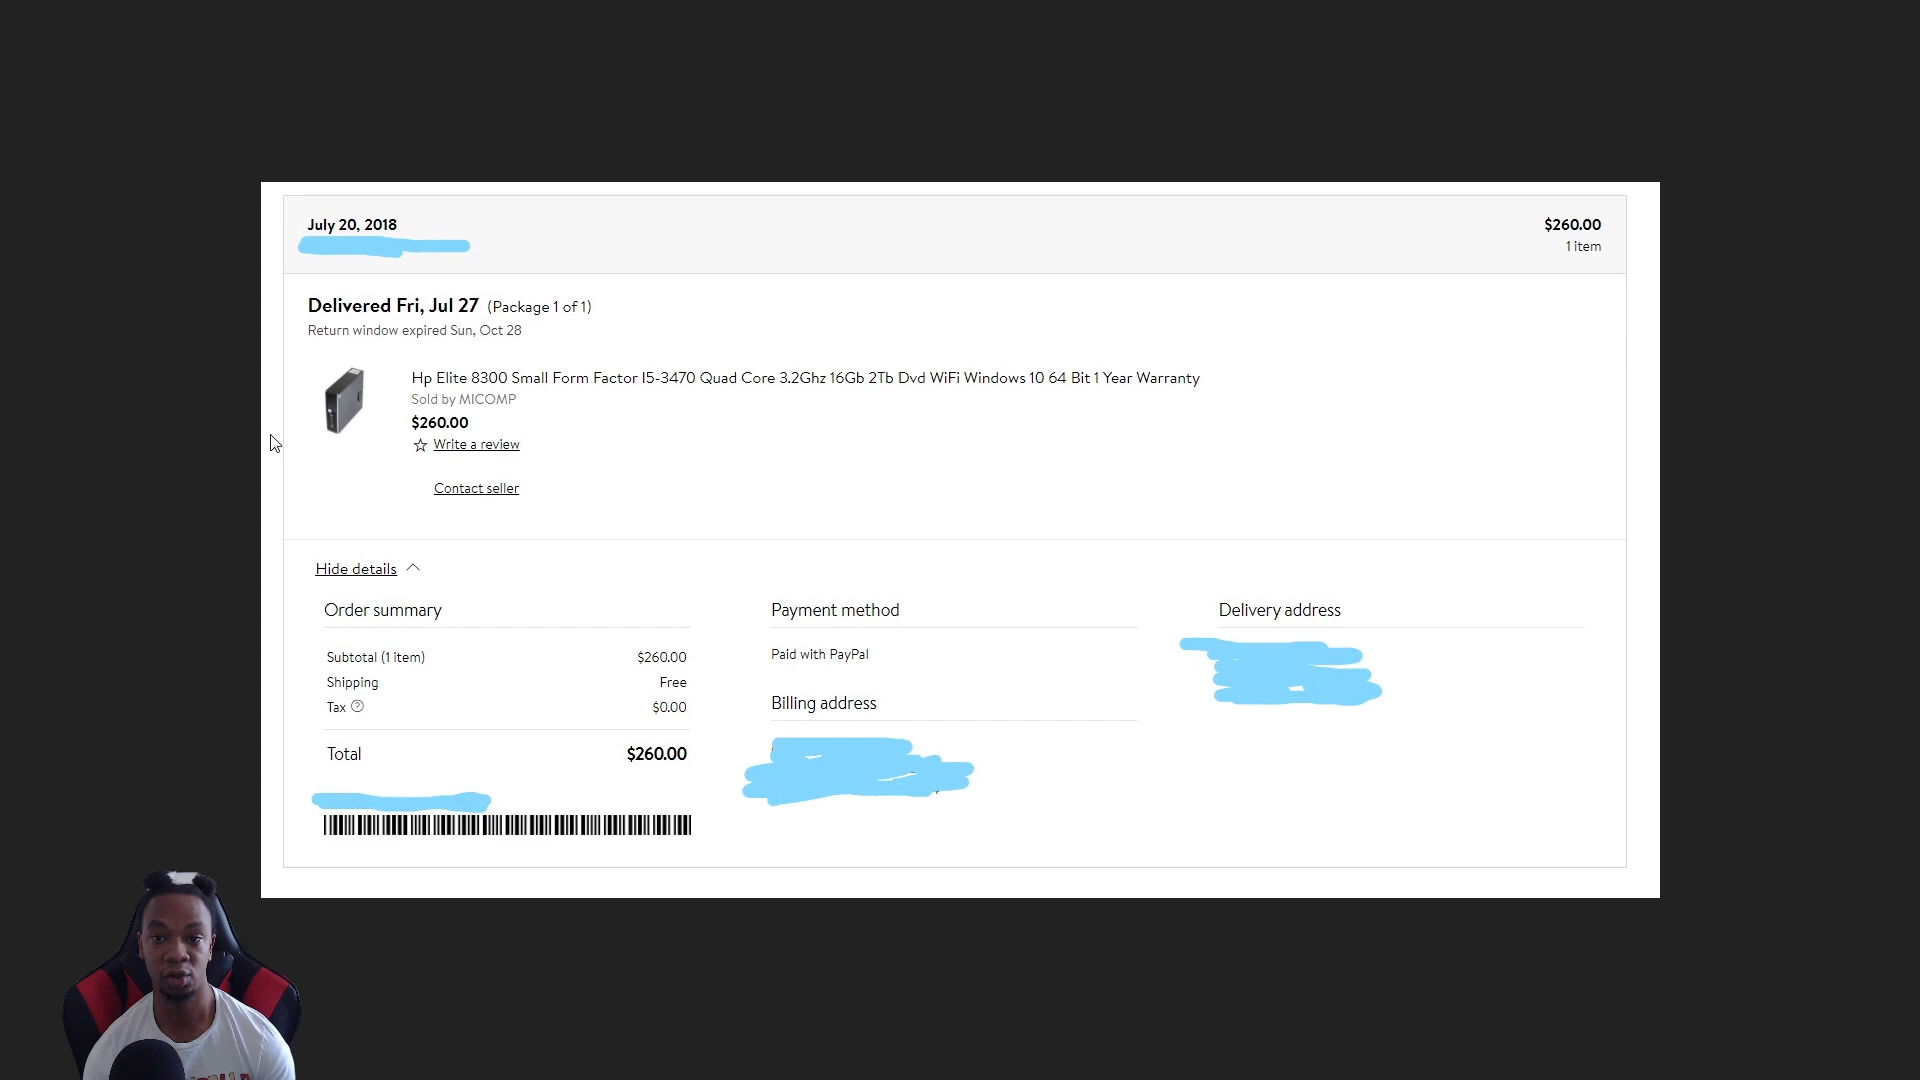 July 20, 2018
$260.00
1 item
Delivered Fri, Jul 27 (Package 1 of 1)
Return window expired Sun, Oct 28
Hp Elite 8300 Small Form Factor I5-3470 Quad Core 3.2Ghz 16Gb 2Tb Dvd WiFi Windows 10 64 Bit 1 Year Warranty
Sold by MICOMP
$260.00
Write a review
Contact seller
Hide details
Order summary
Subtotal (1 item) $260.00
Shipping Free
Tax $0.00
Total $260.00
Payment method
Paid with PayPal
Billing address
Delivery address